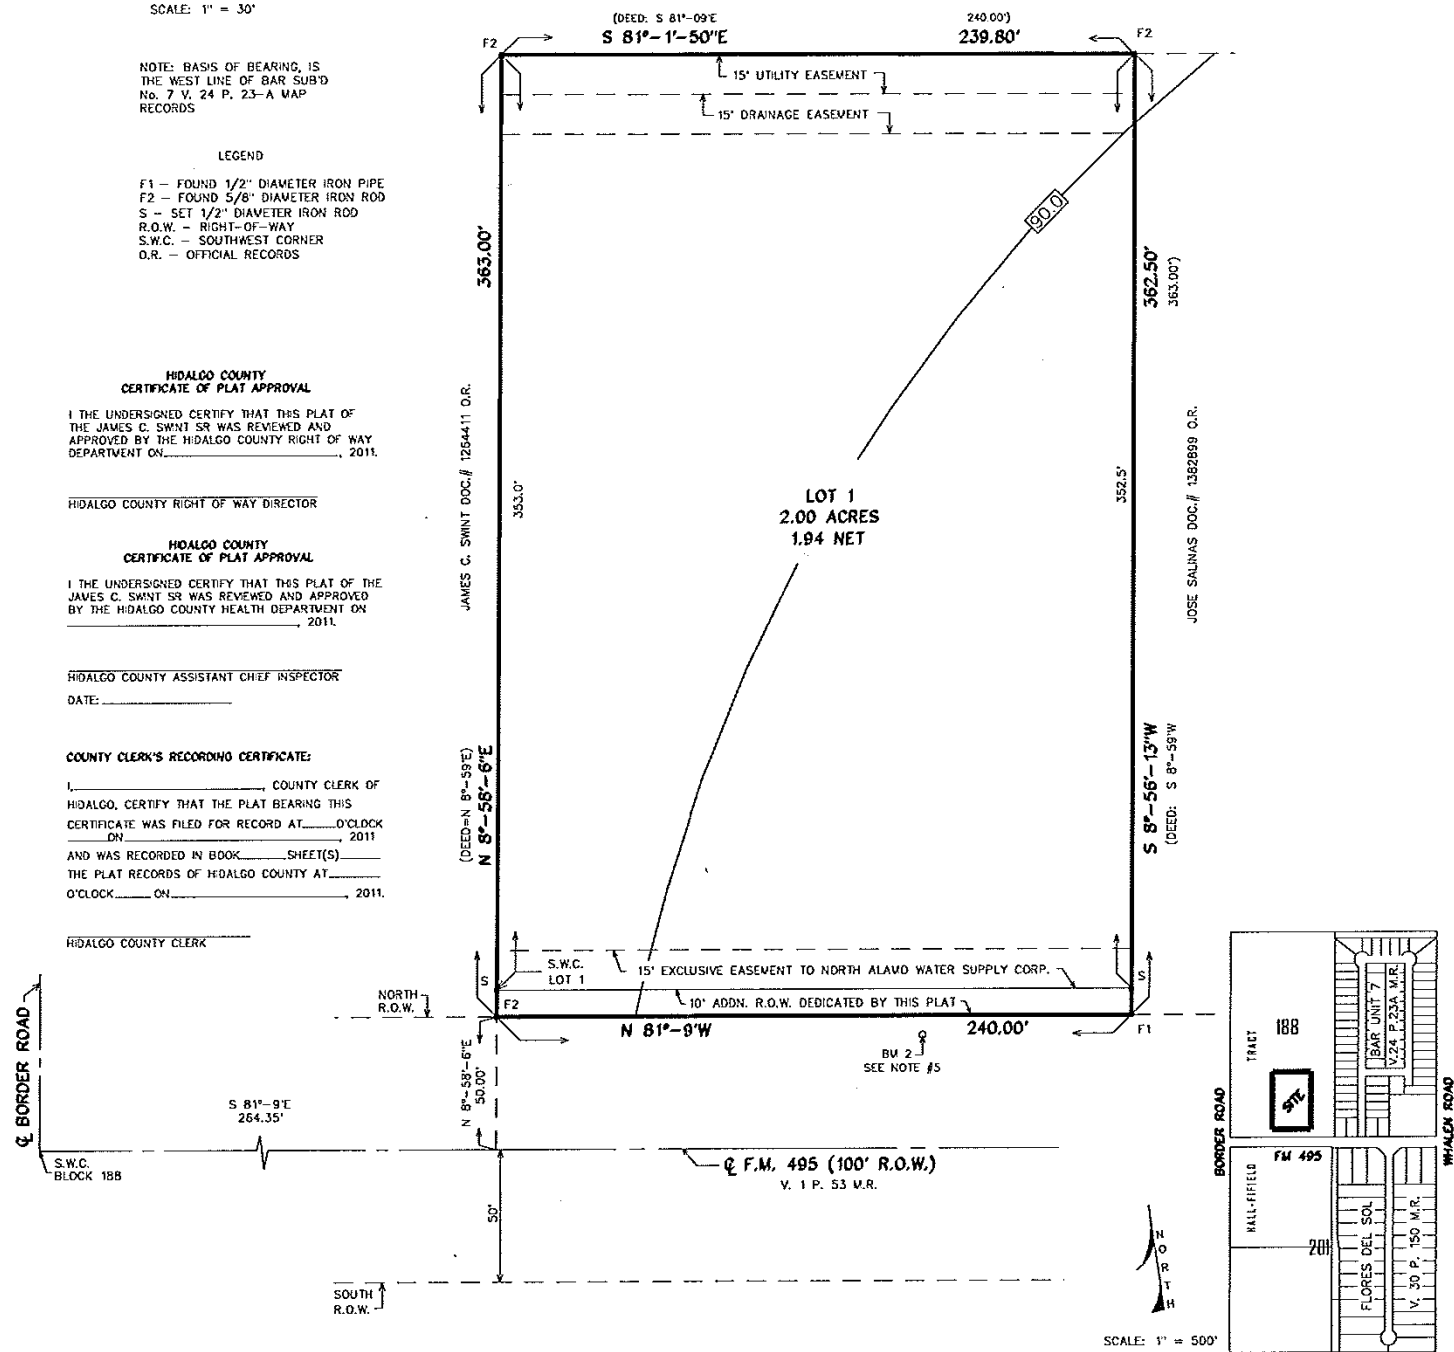 SCALE: 1" = 30'
NOTE: BASIS OF BEARING, IS
THE WEST LINE OF BAR SUB'D
No. 7 V. 24 P. 23-A MAP
RECORDS
LEGEND
F1 - FOUND 1/2" DIAMETER IRON PIPE
F2 - FOUND 5/8" DIAMETER IRON ROD
S - SET 1/2" DIAMETER IRON ROD
R.O.W. - RIGHT-OF-WAY
S.W.C. - SOUTHWEST CORNER
O.R. - OFFICIAL RECORDS
HIDALGO COUNTY
CERTIFICATE OF PLAT APPROVAL
I THE UNDERSIGNED CERTIFY THAT THIS PLAT OF
THE JAMES C. SWINT SR WAS REVIEWED AND
APPROVED BY THE HIDALGO COUNTY RIGHT OF WAY
DEPARTMENT ON____________________, 2011.
HIDALGO COUNTY RIGHT OF WAY DIRECTOR
HIDALGO COUNTY
CERTIFICATE OF PLAT APPROVAL
I THE UNDERSIGNED CERTIFY THAT THIS PLAT OF THE
JAMES C. SWINT SR WAS REVIEWED AND APPROVED
BY THE HIDALGO COUNTY HEALTH DEPARTMENT ON
____________________, 2011.
HIDALGO COUNTY ASSISTANT CHIEF INSPECTOR
DATE:____________________
COUNTY CLERK'S RECORDING CERTIFICATE:
I,____________________, COUNTY CLERK OF
HIDALGO, CERTIFY THAT THE PLAT BEARING THIS
CERTIFICATE WAS FILED FOR RECORD AT_____O'CLOCK
_____ON____________________, 2011
AND WAS RECORDED IN BOOK_____SHEET(S)_____
THE PLAT RECORDS OF HIDALGO COUNTY AT_____
O'CLOCK_____ON____________________, 2011.
HIDALGO COUNTY CLERK
(DEED: S 81°-09'E 240.00')
F2 S 81°-1'-50"E 239.80' F2
15' UTILITY EASEMENT
15' DRAINAGE EASEMENT
90.0
363.00'
362.50'
363.00')
JAMES C. SWINT DOC.# 1264411 O.R.
353.0'
LOT 1
2.00 ACRES
1.94 NET
352.5'
JOSE SALINAS DOC.# 1382899 O.R.
(DEED=N 8°-59'E)
N 8°-58'-6"E
S 8°-56'-13"W
(DEED: S 8°-59'W
S.W.C.
LOT 1
15' EXCLUSIVE EASEMENT TO NORTH ALAMO WATER SUPPLY CORP.
S
S
10' ADDN. R.O.W. DEDICATED BY THIS PLAT
NORTH
R.O.W.
F2
N 81°-9'W 240.00'
F1
BM 2
SEE NOTE #5
N 8°-58'-6"E
50.00'
℄ BORDER ROAD
S 81°-9'E
264.35'
S.W.C.
BLOCK 188
℄ F.M. 495 (100' R.O.W.)
V. 1 P. 53 M.R.
50'
SOUTH
R.O.W.
NORTH
SCALE: 1" = 500'
TRACT
188
SITE
BAR UNIT 7
V.24 P.23A M.R.
BORDER ROAD
WHALEN ROAD
FM 495
HALL-FIFIELD
201
FLORES DEL SOL
V. 30 P. 150 M.R.